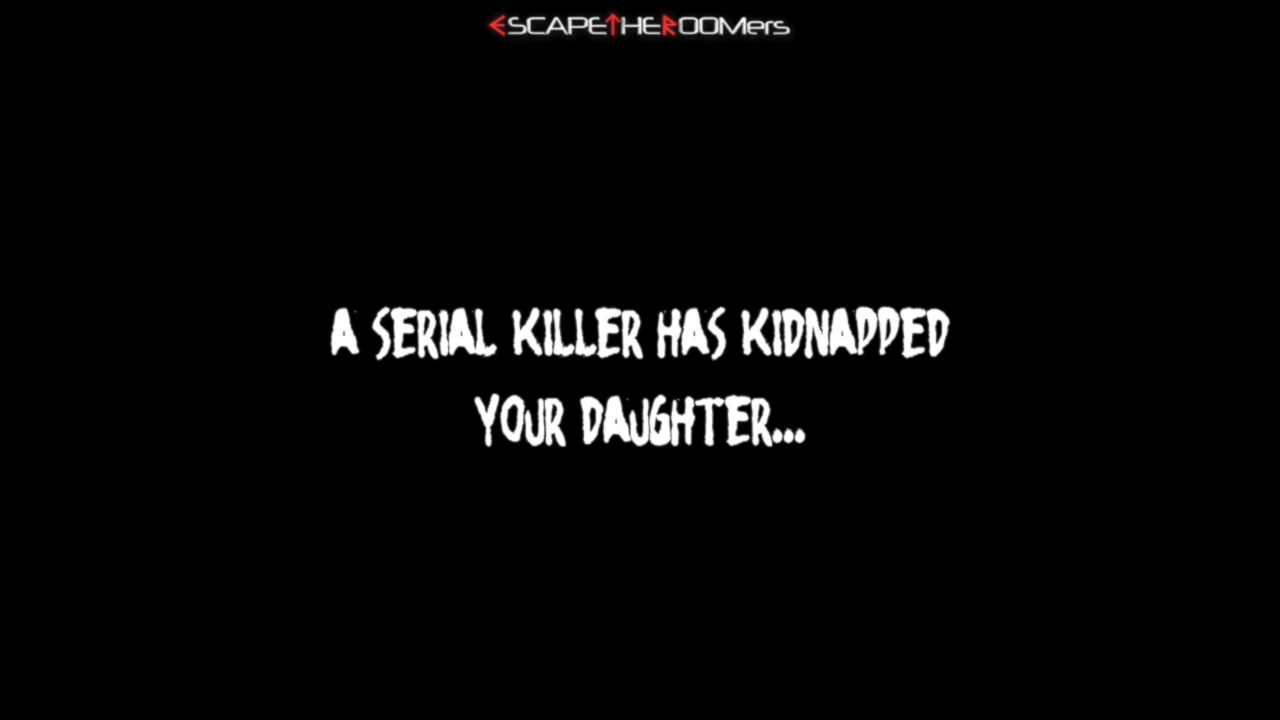 ESCAPETHEROOMers
A SERIAL KILLER HAS KIDNAPPED
YOUR DAUGHTER...